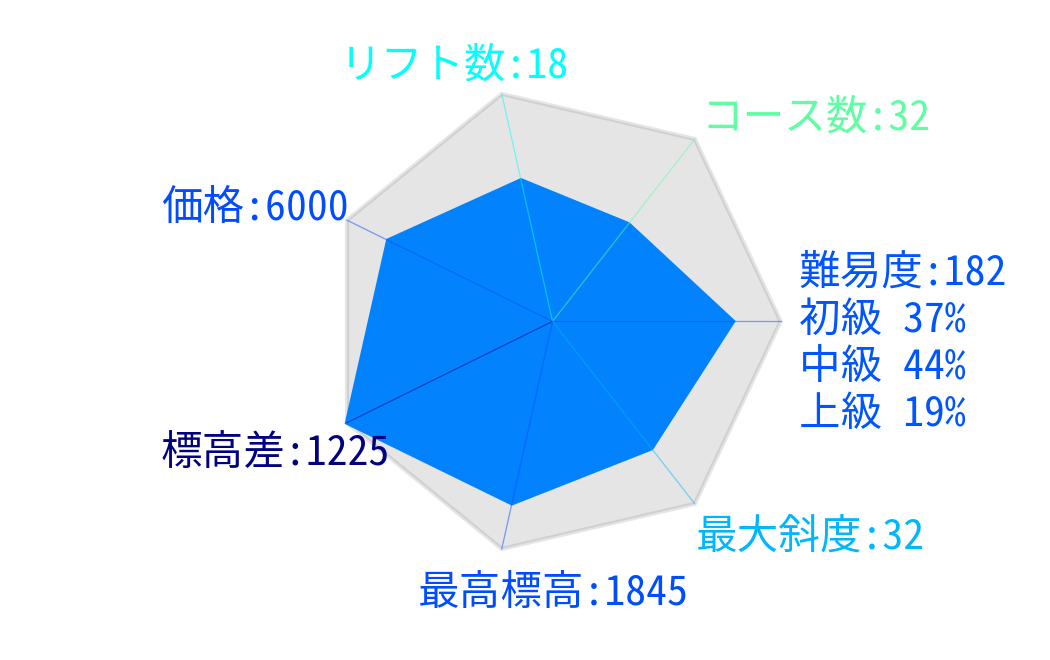 リフト数:18
コース数:32
価格:6000
難易度:182
初級 37%
中級 44%
上級 19%
標高差:1225
最大斜度:32
最高標高:1845